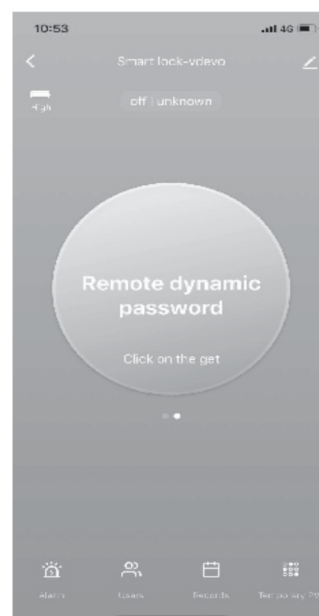 10:53
4G
Smart lock-vdevo
High
off | unknown
Remote dynamic
password
Click on the get
Alarm
Users
Records
Temporary